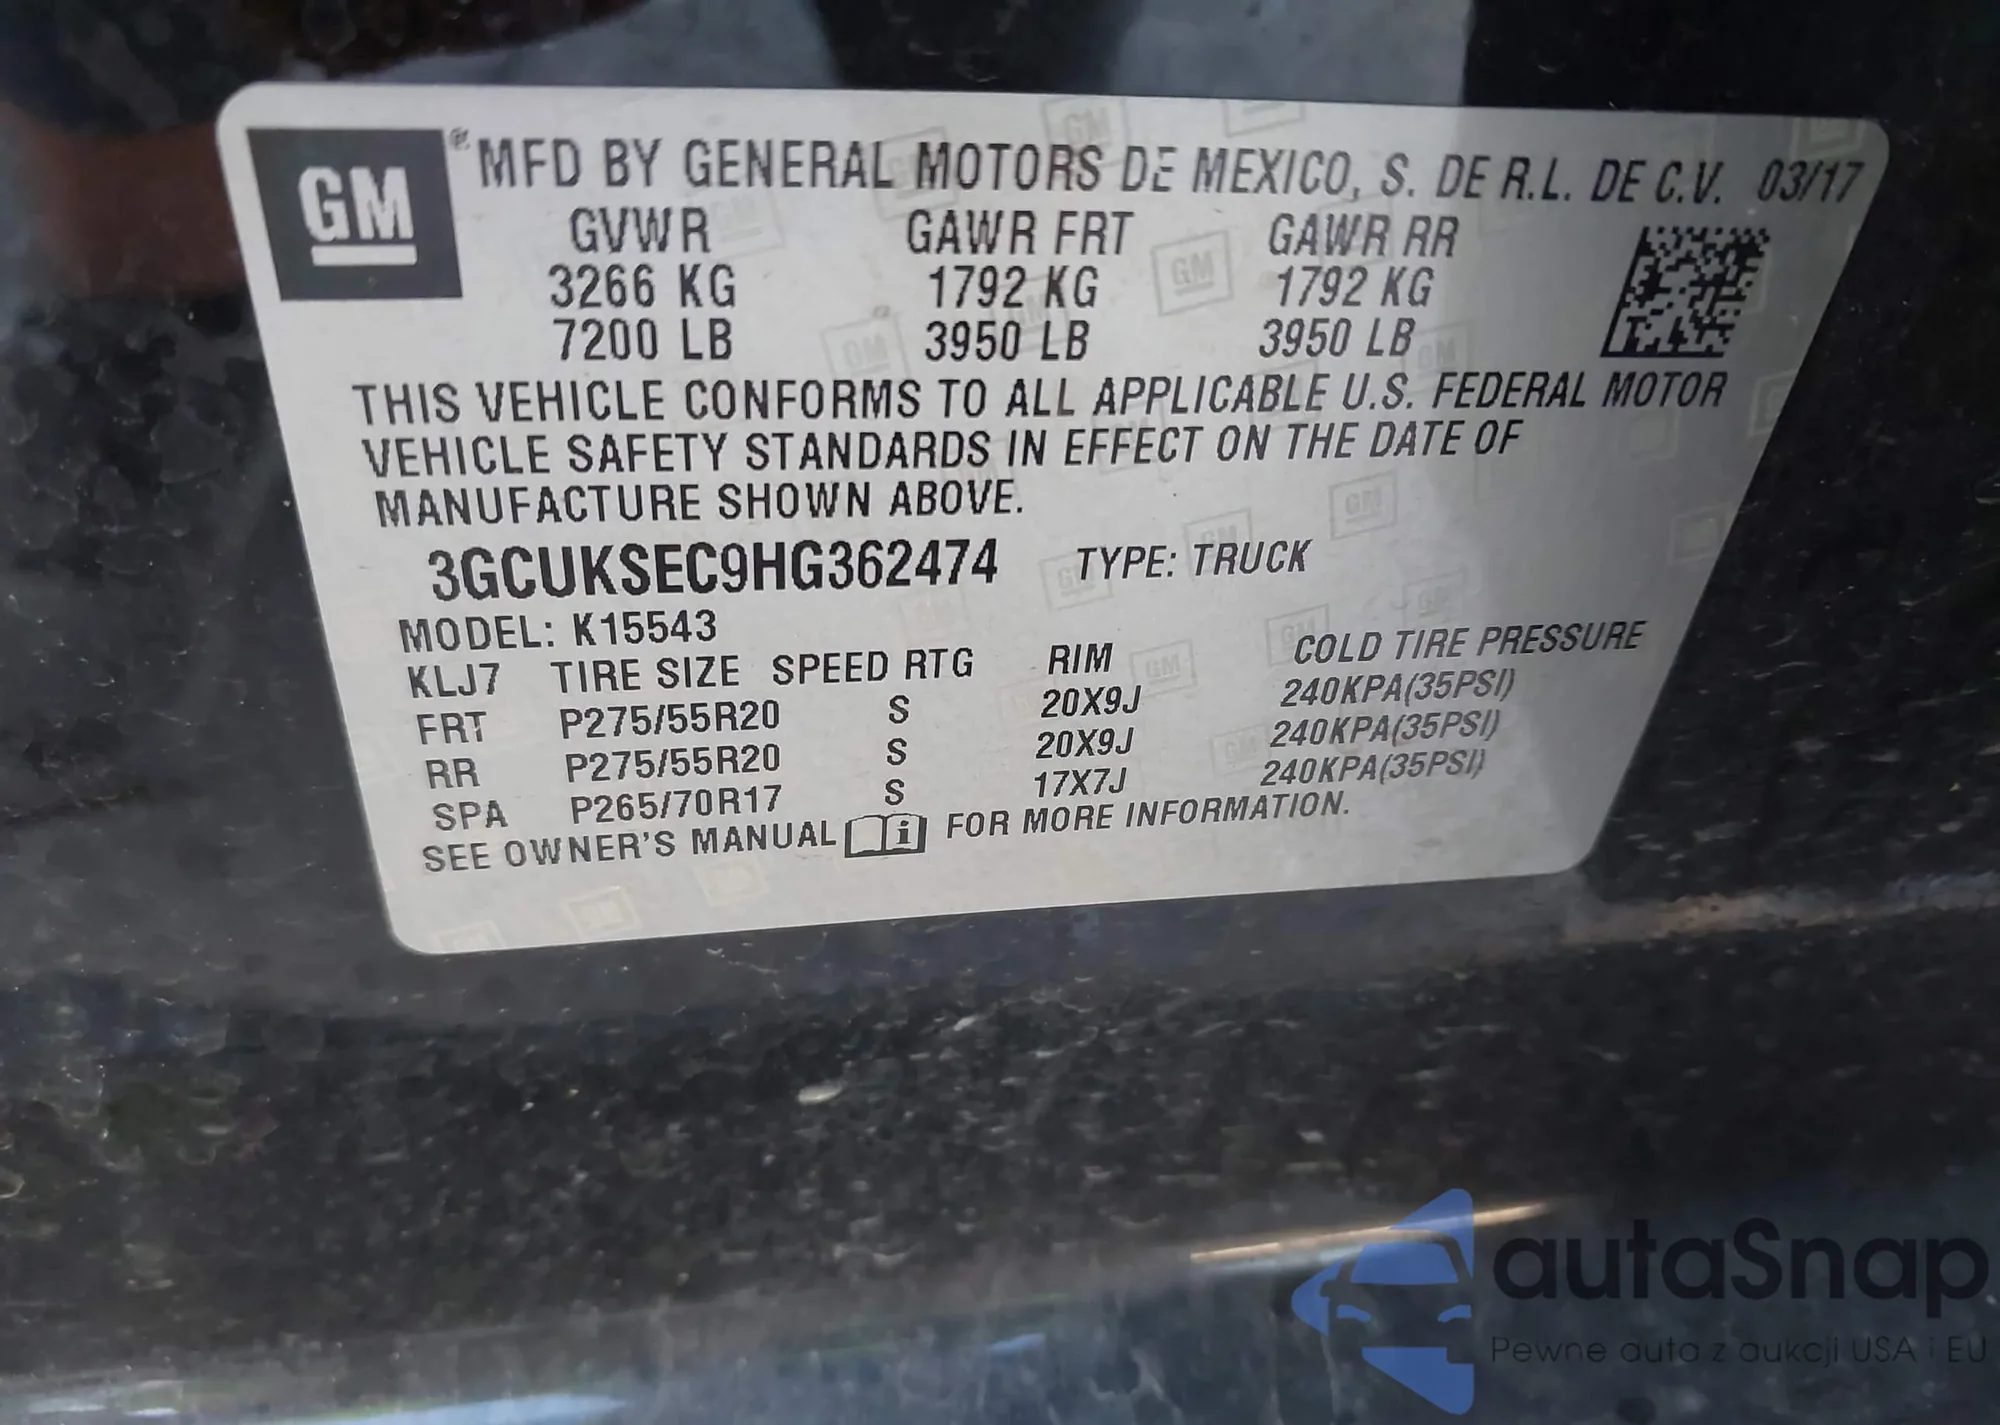 GM ® MFD BY GENERAL MOTORS DE MEXICO, S. DE R.L. DE C.V. 03/17
GVWR GAWR FRT GAWR RR
3266 KG 1792 KG 1792 KG
7200 LB 3950 LB 3950 LB
THIS VEHICLE CONFORMS TO ALL APPLICABLE U.S. FEDERAL MOTOR
VEHICLE SAFETY STANDARDS IN EFFECT ON THE DATE OF
MANUFACTURE SHOWN ABOVE.
3GCUKSEC9HG362474 TYPE: TRUCK
MODEL: K15543
KLJ7 TIRE SIZE SPEED RTG RIM COLD TIRE PRESSURE
FRT P275/55R20 S 20X9J 240KPA(35PSI)
RR P275/55R20 S 20X9J 240KPA(35PSI)
SPA P265/70R17 S 17X7J 240KPA(35PSI)
SEE OWNER'S MANUAL i FOR MORE INFORMATION.
autaSnap
Pewne auta z aukcji USA i EU